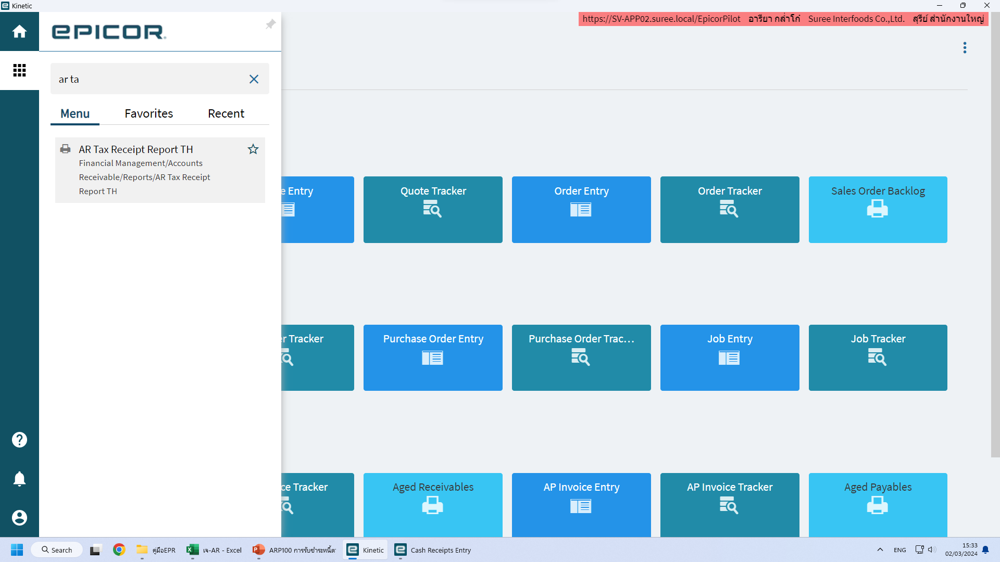 Kinetic
https://SV-APP02.suree.local/EpicorPilot อารียา กล่ำโก๋ Suree Interfoods Co.,Ltd. สุรีย์ สำนักงานใหญ่
EPICOR
ar ta
Menu Favorites Recent
AR Tax Receipt Report TH
Financial Management/Accounts
Receivable/Reports/AR Tax Receipt
Report TH
e Entry
Quote Tracker
Order Entry
Order Tracker
Sales Order Backlog
er Tracker
Purchase Order Entry
Purchase Order Trac...
Job Entry
Job Tracker
ce Tracker
Aged Receivables
AP Invoice Entry
AP Invoice Tracker
Aged Payables
Search
คู่มือEPR
เจ-AR - Excel
ARP100 การรับชำระหนี้
Kinetic
Cash Receipts Entry
ENG
15:33
02/03/2024